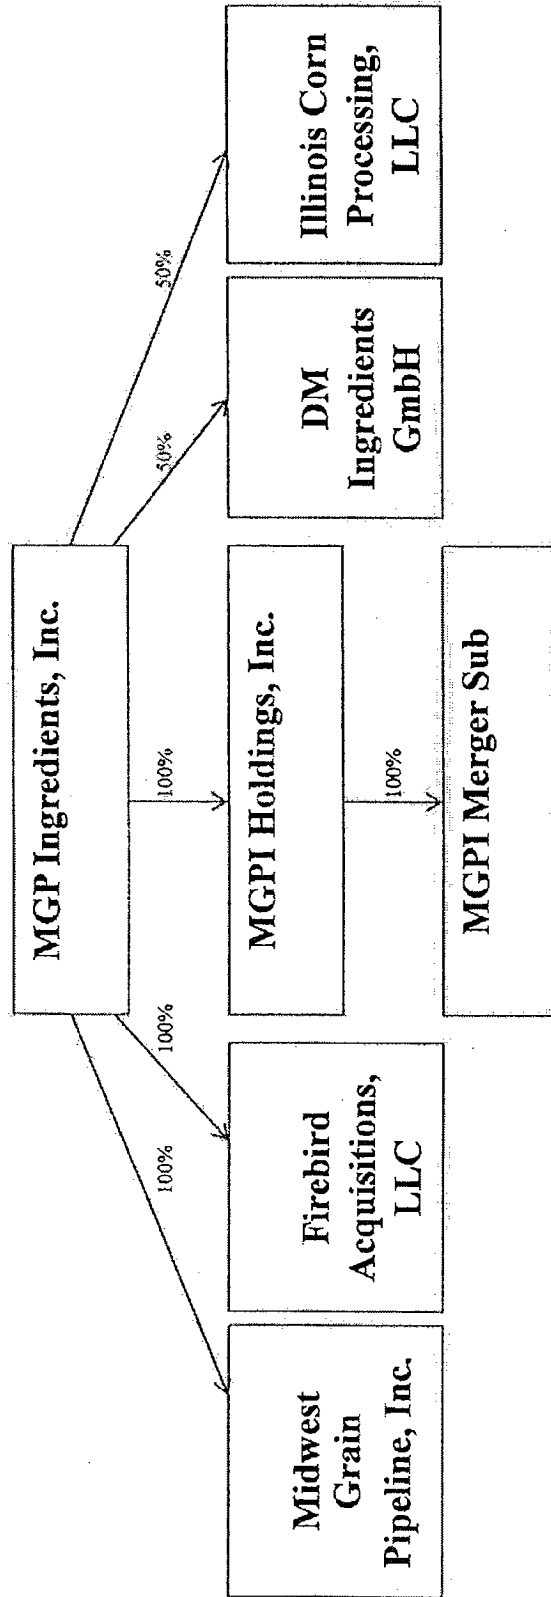 MGP Ingredients, Inc.
100%
100%
100%
50%
50%
Midwest
Grain
Pipeline, Inc.
Firebird
Acquisitions,
LLC
MGPI Holdings, Inc.
DM
Ingredients
GmbH
Illinois Corn
Processing,
LLC
100%
MGPI Merger Sub